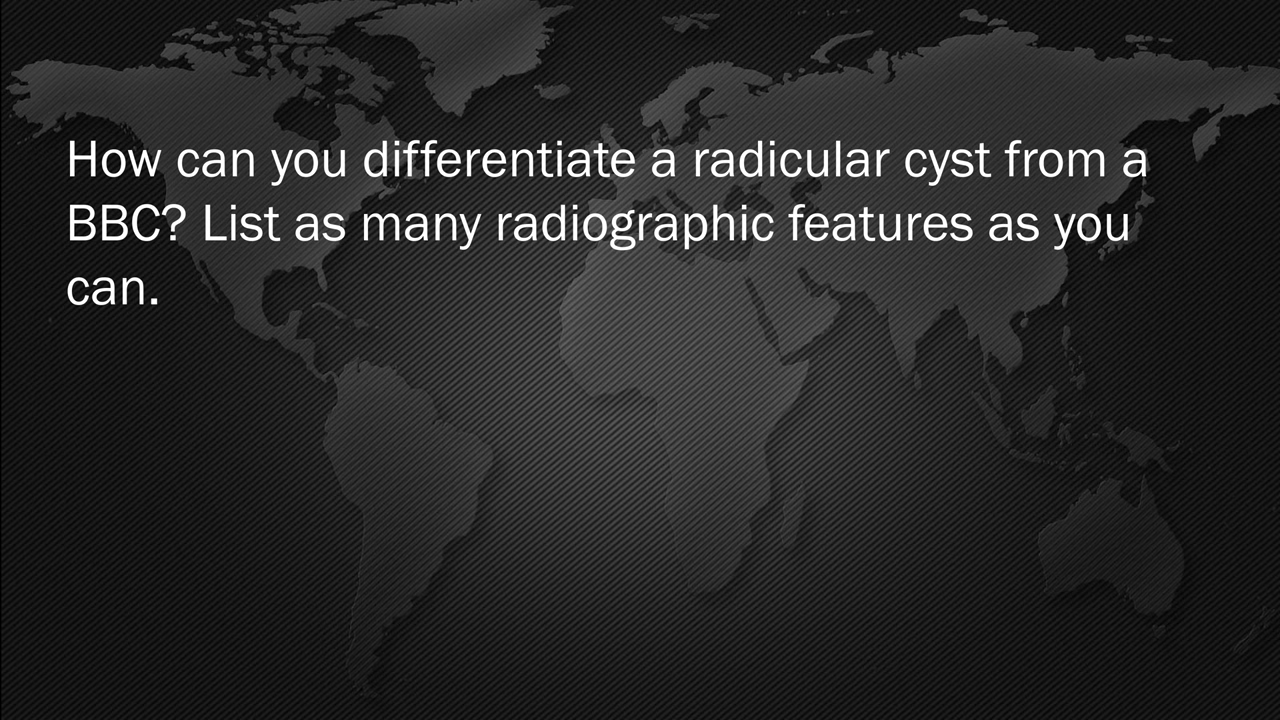 How can you differentiate a radicular cyst from a
BBC? List as many radiographic features as you
can.